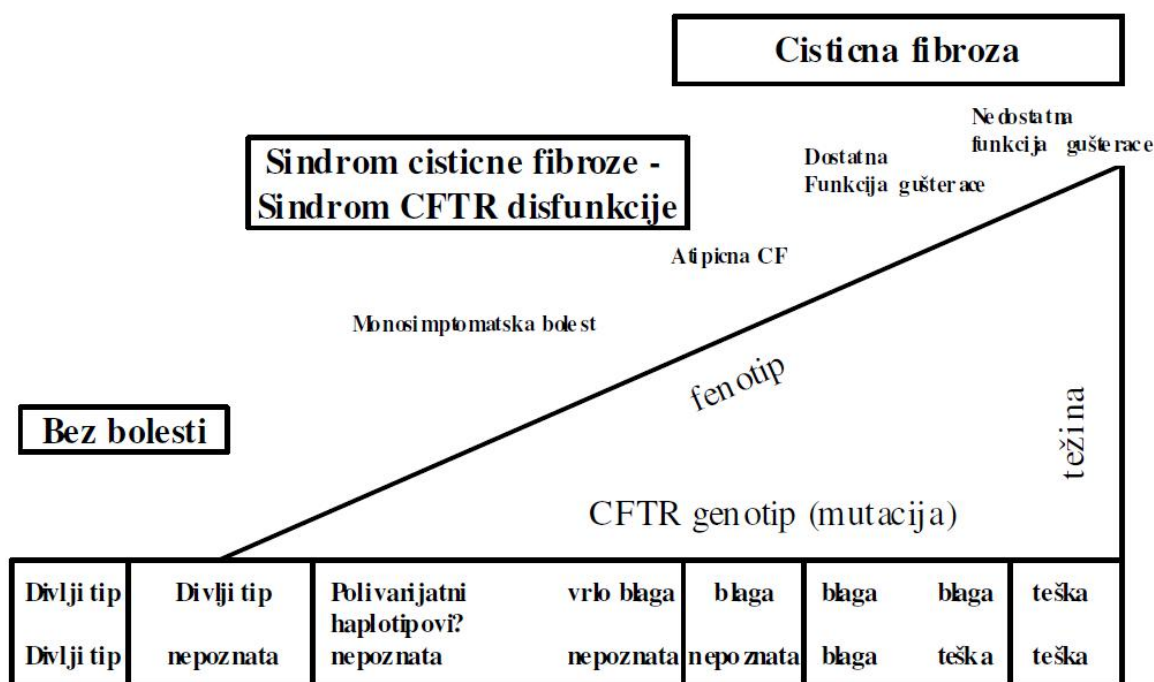 Cisticna fibroza
Nedostatna
funkcija gušterace
Dostatna
Funkcija gušterace
Sindrom cisticne fibroze -
Sindrom CFTR disfunkcije
Atipicna CF
Monosimptomatska bolest
fenotip
težina
Bez bolesti
CFTR genotip (mutacija)
Divlji tip Divlji tip Polivarijatni vrlo blaga blaga blaga blaga teška
haplotipovi?
Divlji tip nepoznata nepoznata nepoznata nepoznata blaga teška teška